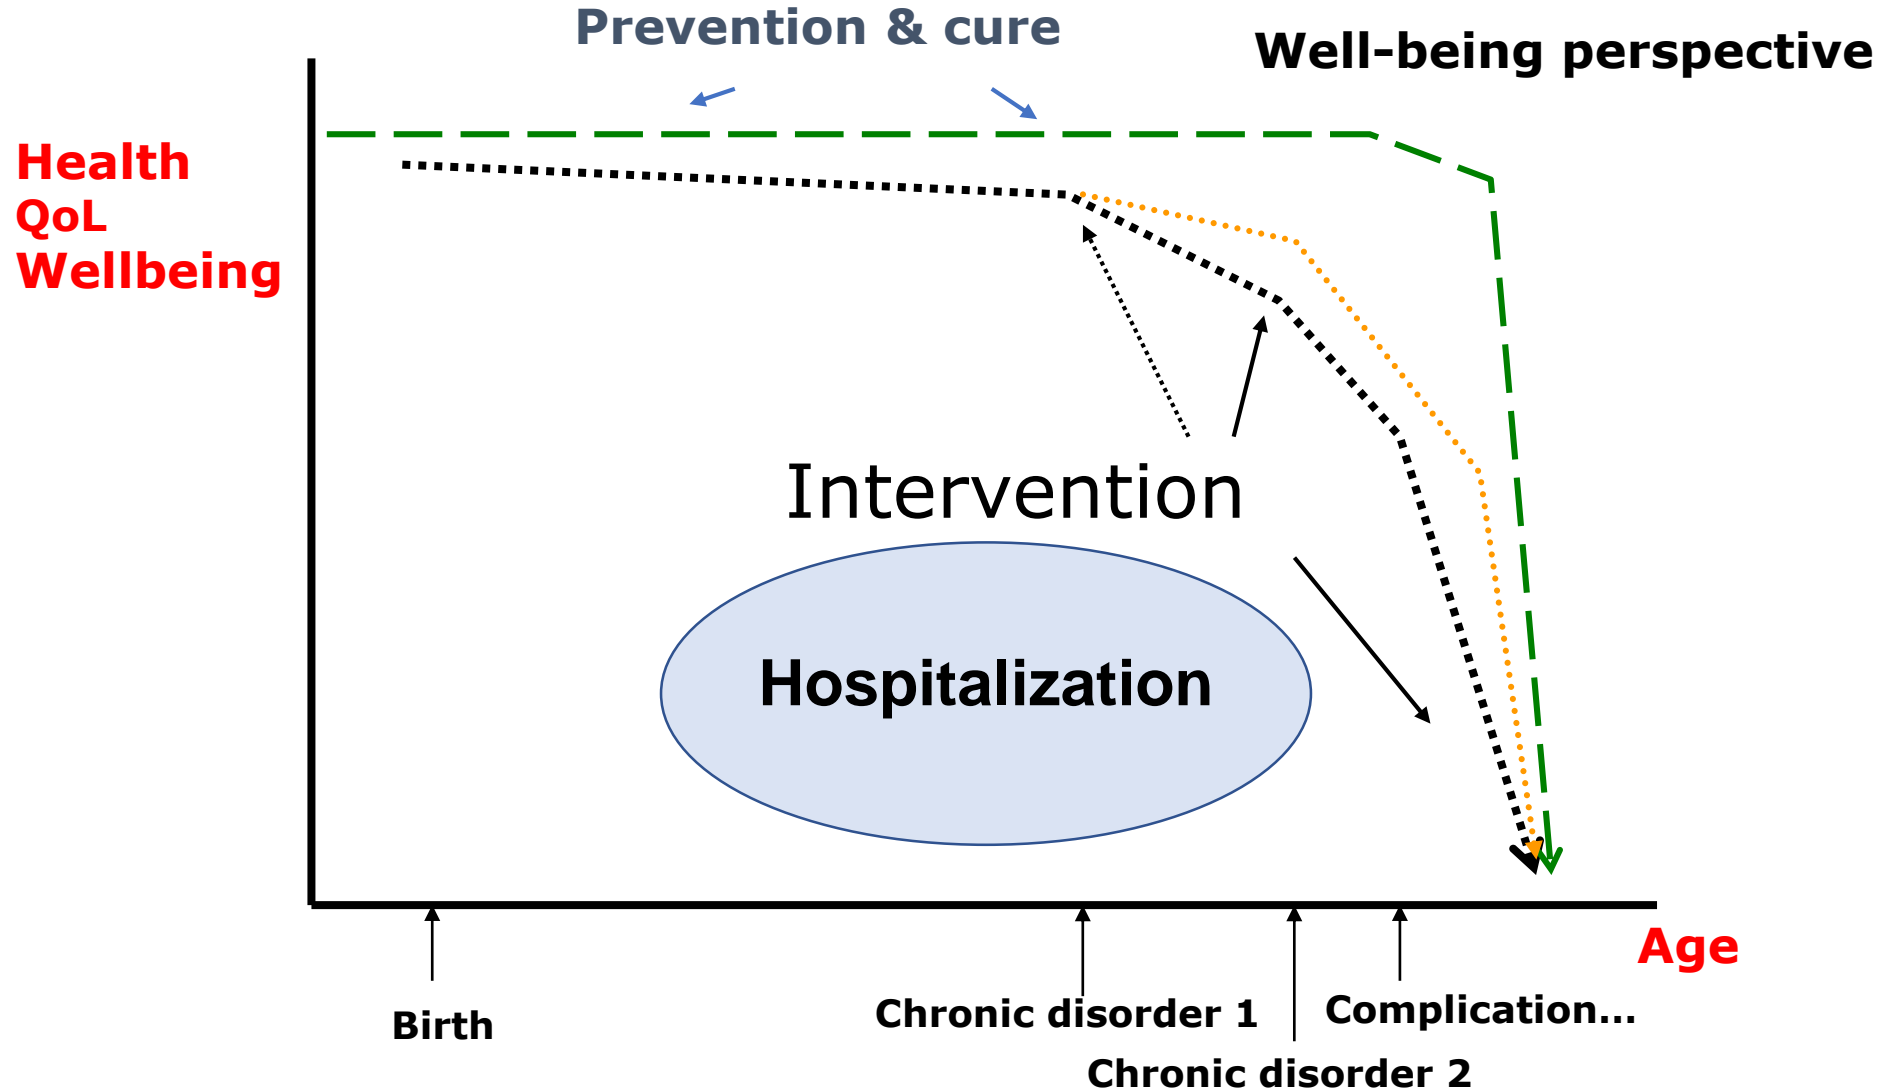 Prevention & cure
Well-being perspective
Health
QoL
Wellbeing
Intervention
Hospitalization
Age
Birth
Chronic disorder 1
Complication...
Chronic disorder 2